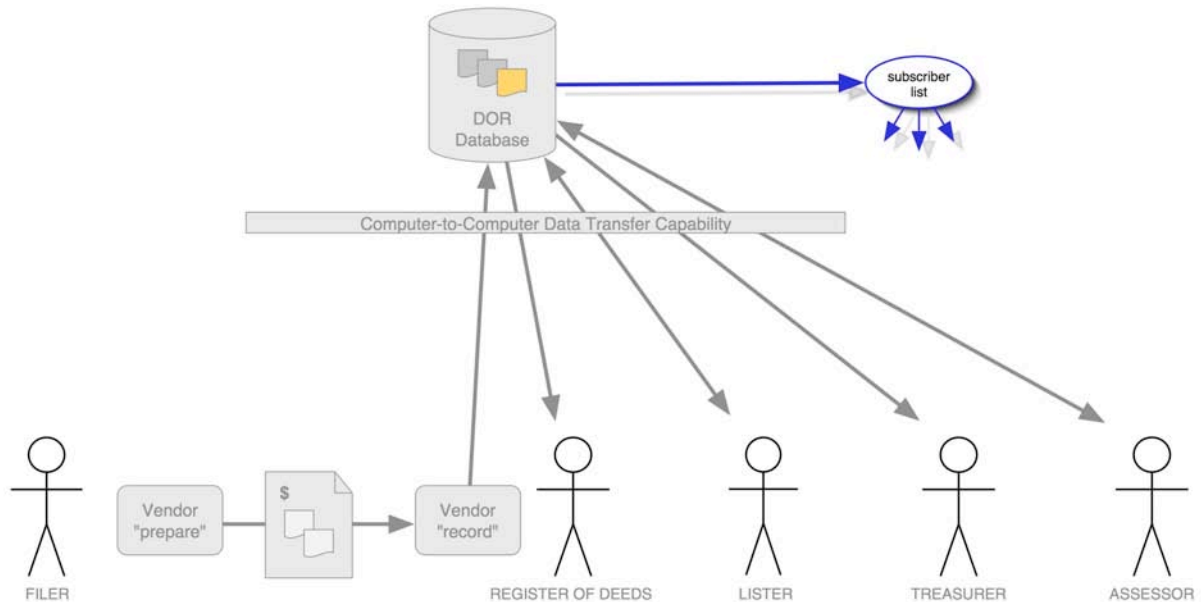 DOR
Database
subscriber
list
Computer-to-Computer Data Transfer Capability
$
Vendor
"prepare"
Vendor
"record"
FILER
REGISTER OF DEEDS
LISTER
TREASURER
ASSESSOR